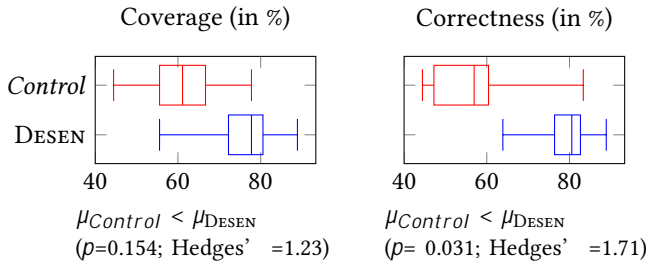 Coverage (in %)
Correctness (in %)
Control
DESEN
40 60 80
40 60 80
μControl < μDESEN
(p=0.154; Hedges' =1.23)
μControl < μDESEN
(p= 0.031; Hedges' =1.71)